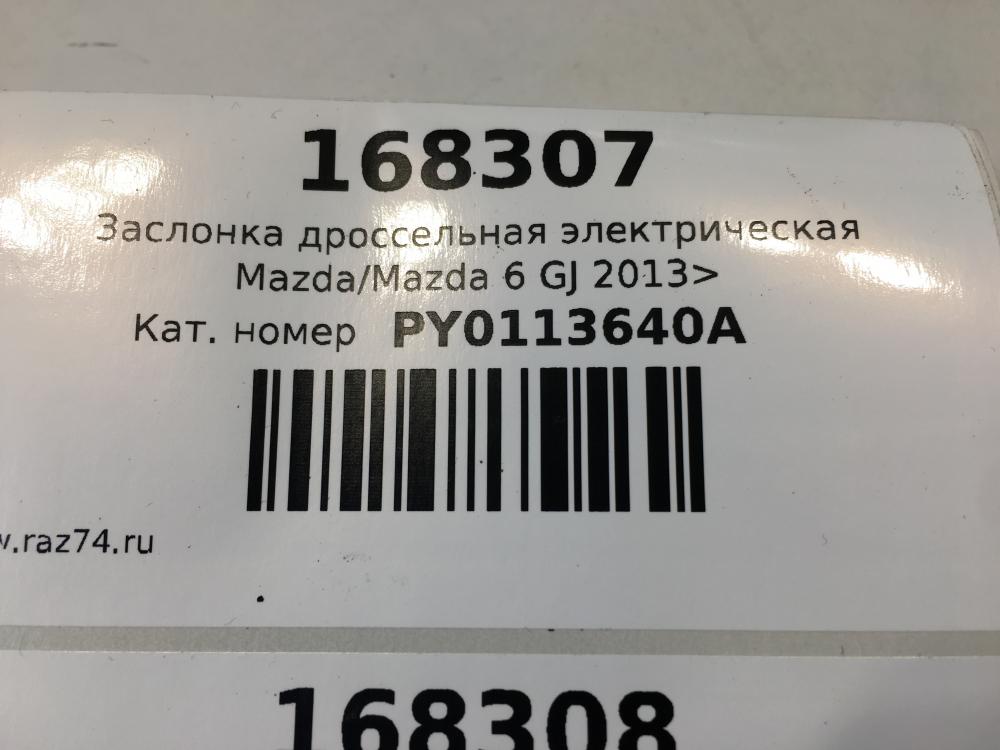 168307
Заслонка дроссельная электрическая
Mazda/Mazda 6 GJ 2013>
Кат. номер PY0113640A
.raz74.ru
168308